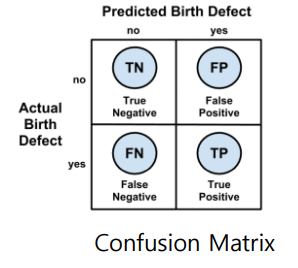 Predicted Birth Defect
no yes
TN FP
no
True Negative False Positive
Actual Birth Defect
FN TP
yes
False Negative True Positive
Confusion Matrix